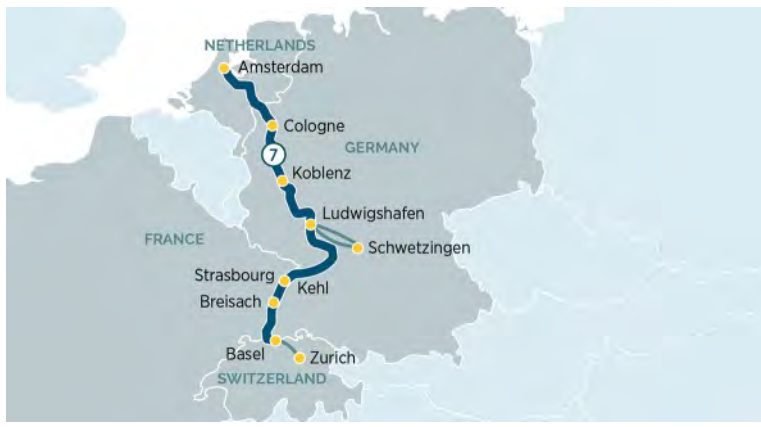 NETHERLANDS
Amsterdam
Cologne
GERMANY
7
Koblenz
Ludwigshafen
FRANCE
Schwetzingen
Strasbourg
Kehl
Breisach
Basel
Zurich
SWITZERLAND